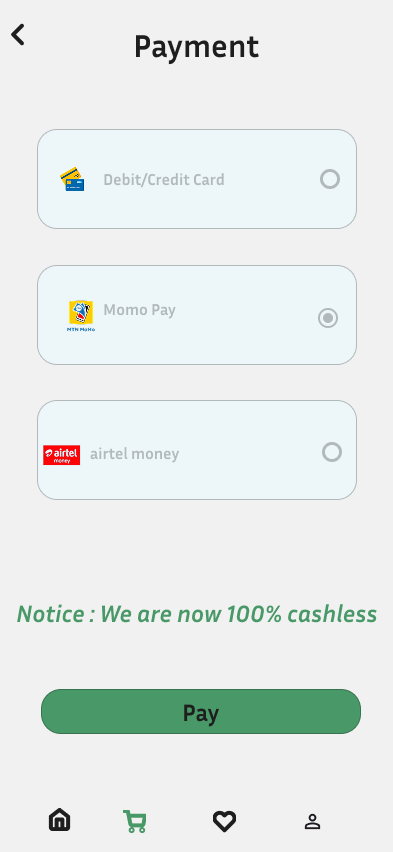 Payment
Debit/Credit Card
Momo Pay
MTN MoMo
airtel
money
airtel money
Notice : We are now 100% cashless
Pay